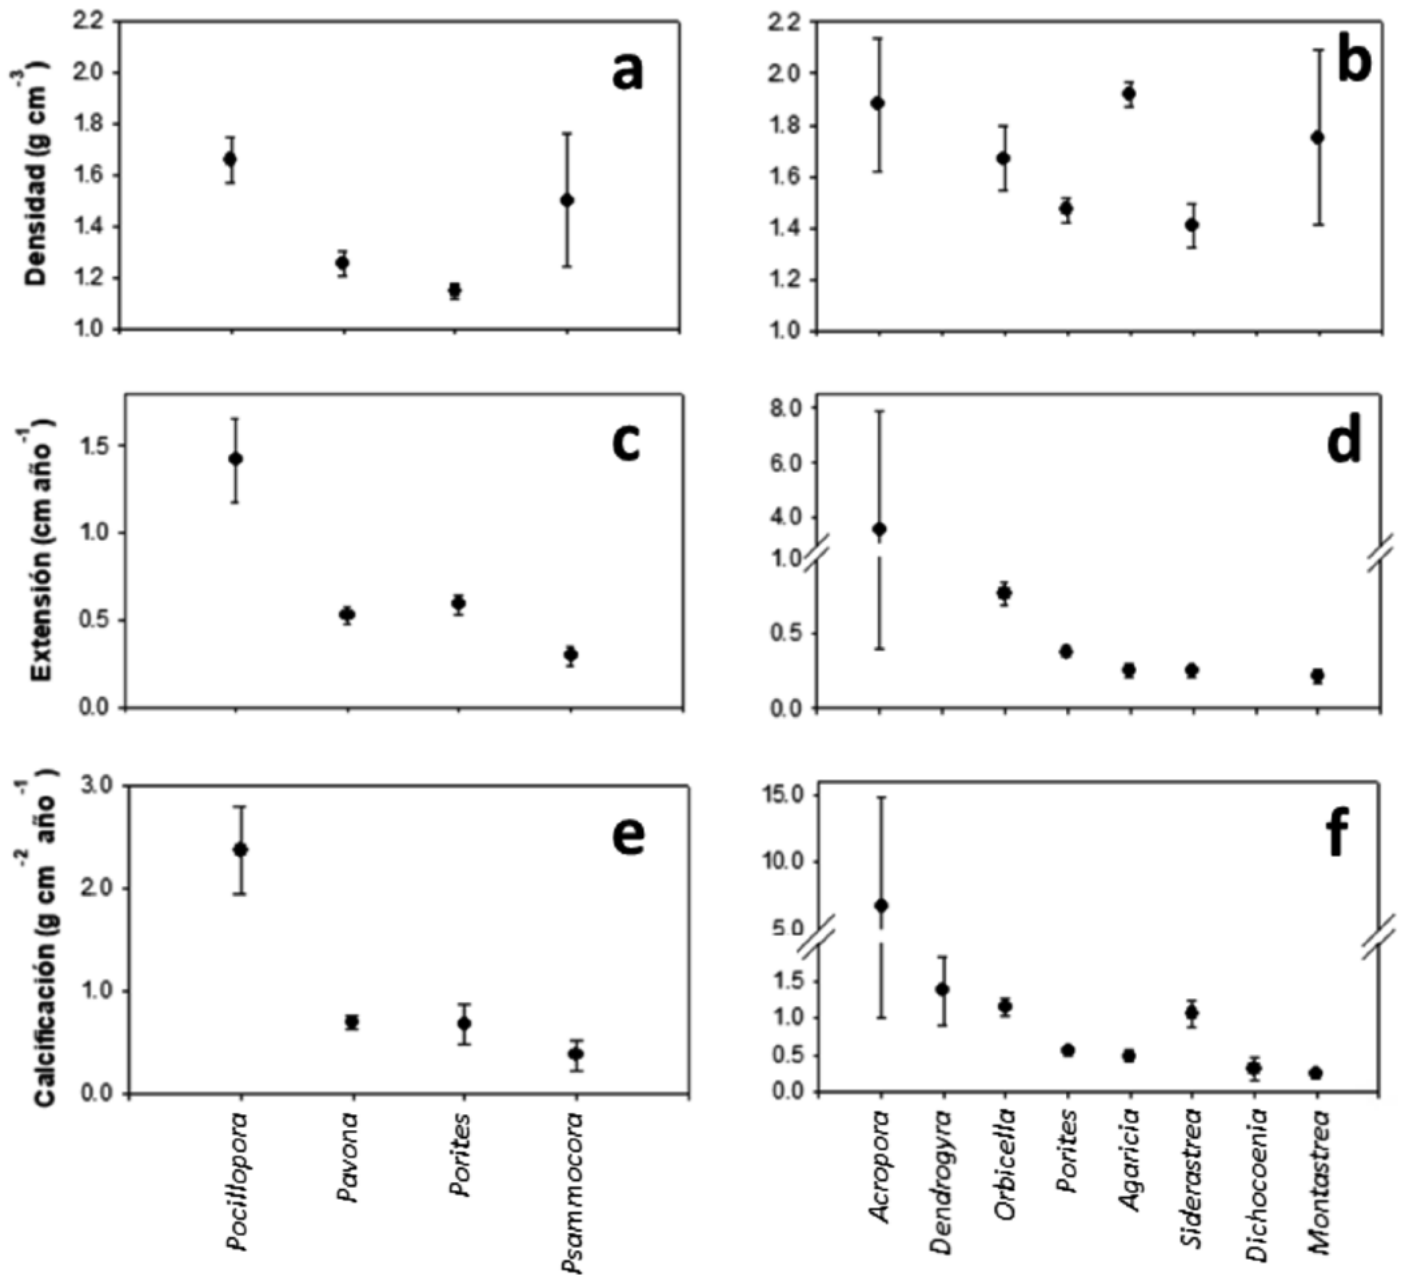 Densidad (g cm-3)
2.2
2.0
1.8
1.6
1.4
1.2
1.0
a
2.2
2.0
1.8
1.6
1.4
1.2
1.0
b
Extensión (cm año-1)
1.5
1.0
0.5
0.0
c
8.0
6.0
4.0
1.0
0.5
0.0
d
Calcificación (g cm-2 año-1)
3.0
2.0
1.0
0.0
e
15.0
10.0
5.0
1.5
1.0
0.5
0.0
f
Pocillopora
Pavona
Porites
Psammocora
Acropora
Dendrogyra
Orbicella
Porites
Agaricia
Siderastrea
Dichocoenia
Montastrea